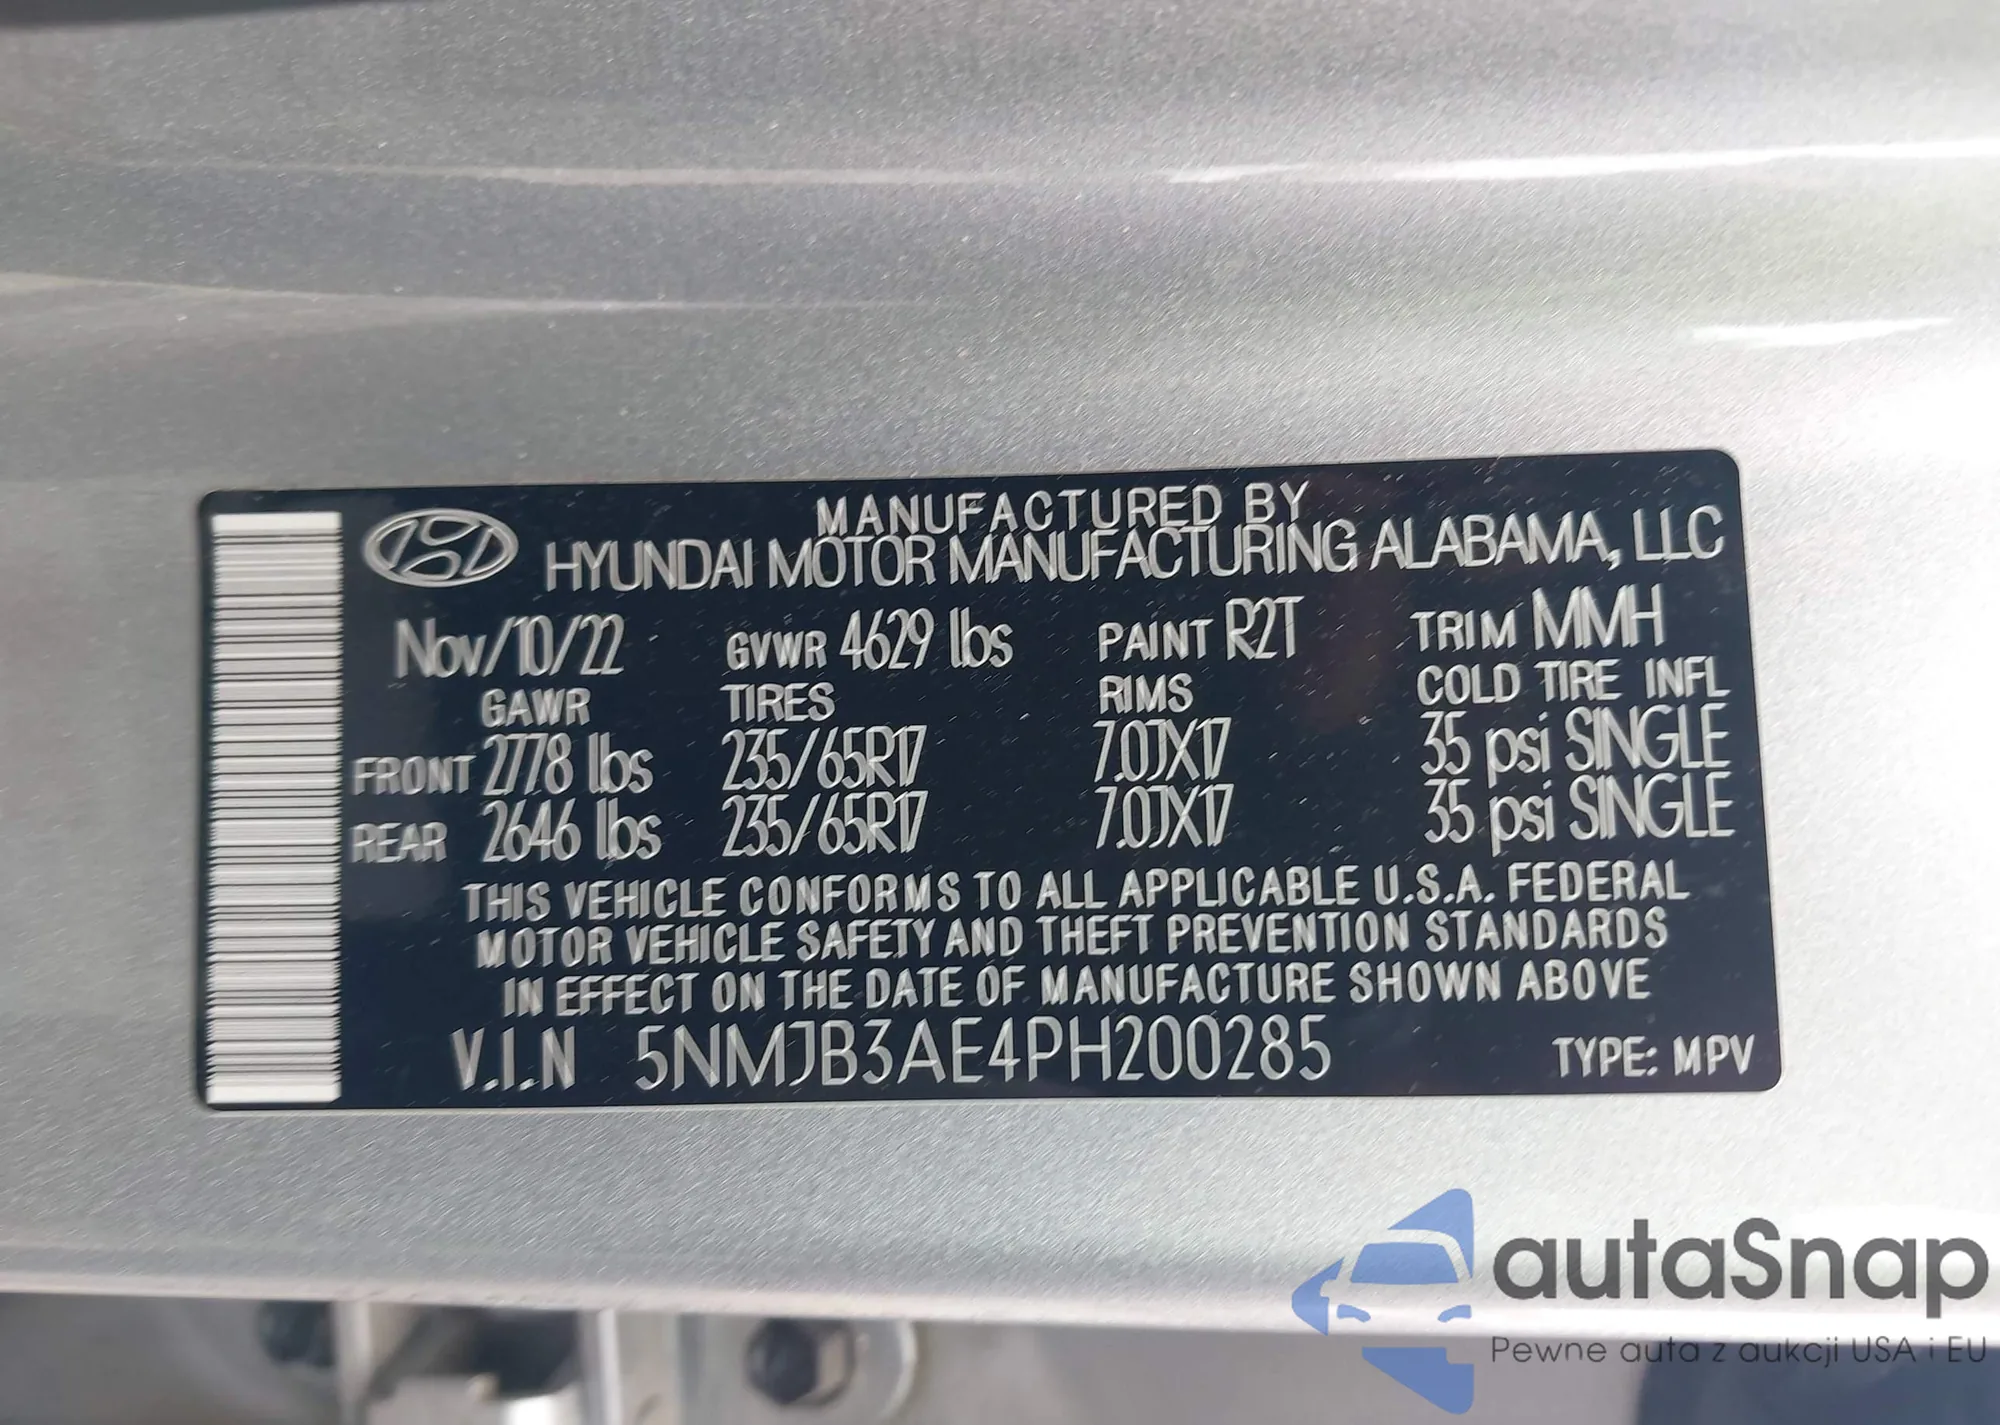 MANUFACTURED BY
HYUNDAI MOTOR MANUFACTURING ALABAMA, LLC
Nov/10/22 GVWR 4629 lbs PAINT R2T TRIM MMH
GAWR TIRES RIMS COLD TIRE INFL
FRONT 2778 lbs 235/65R17 7.0JX17 35 psi SINGLE
REAR 2646 lbs 235/65R17 7.0JX17 35 psi SINGLE
THIS VEHICLE CONFORMS TO ALL APPLICABLE U.S.A. FEDERAL
MOTOR VEHICLE SAFETY AND THEFT PREVENTION STANDARDS
IN EFFECT ON THE DATE OF MANUFACTURE SHOWN ABOVE
V.I.N 5NMJB3AE4PH200285 TYPE: MPV
autaSnap
Pewne auta z aukcji USA i EU